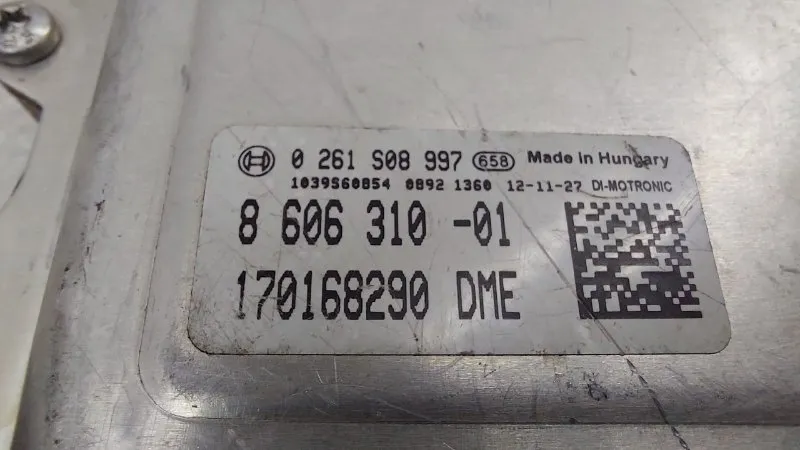 0 261 S08 997 658 Made in Hungary
1039S60854 0892 1360 12-11-27 DI-MOTRONIC
8 606 310 -01
170168290 DME